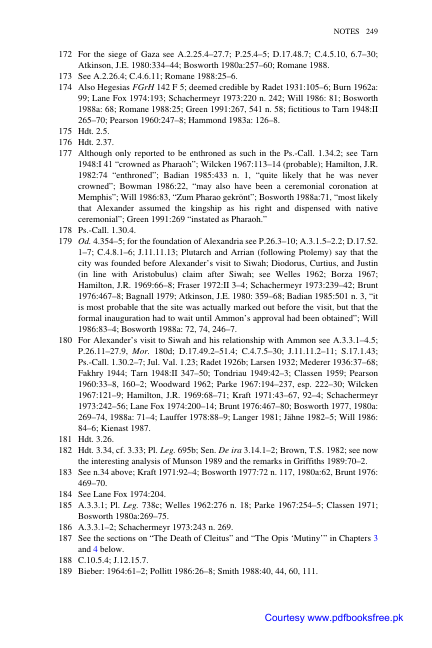 NOTES 249
172 For the siege of Gaza see A.2.25.4–27.7; P.25.4–5; D.17.48.7; C.4.5.10, 6.7–30;
Atkinson, J.E. 1980:334–44; Bosworth 1980a:257–60; Romane 1988.
173 See A.2.26.4; C.4.6.11; Romane 1988:25–6.
174 Also Hegesias FGrH 142 F 5; deemed credible by Radet 1931:105–6; Burn 1962a:
99; Lane Fox 1974:193; Schachermeyr 1973:220 n. 242; Will 1986: 81; Bosworth
1988a: 68; Romane 1988:25; Green 1991:267, 541 n. 58; fictitious to Tarn 1948:II
265–70; Pearson 1960:247–8; Hammond 1983a: 126–8.
175 Hdt. 2.5.
176 Hdt. 2.37.
177 Although only reported to be enthroned as such in the Ps.-Call. 1.34.2; see Tarn
1948:I 41 “crowned as Pharaoh”; Wilcken 1967:113–14 (probable); Hamilton, J.R.
1982:74 “enthroned”; Badian 1985:433 n. 1, “quite likely that he was never
crowned”; Bowman 1986:22, “may also have been a ceremonial coronation at
Memphis”; Will 1986:83, “Zum Pharao gekrönt”; Bosworth 1988a:71, “most likely
that Alexander assumed the kingship as his right and dispensed with native
ceremonial”; Green 1991:269 “instated as Pharaoh.”
178 Ps.-Call. 1.30.4.
179 Od. 4.354–5; for the foundation of Alexandria see P.26.3–10; A.3.1.5–2.2; D.17.52.
1–7; C.4.8.1–6; J.11.11.13; Plutarch and Arrian (following Ptolemy) say that the
city was founded before Alexander’s visit to Siwah; Diodorus, Curtius, and Justin
(in line with Aristobulus) claim after Siwah; see Welles 1962; Borza 1967;
Hamilton, J.R. 1969:66–8; Fraser 1972:II 3–4; Schachermeyr 1973:239–42; Brunt
1976:467–8; Bagnall 1979; Atkinson, J.E. 1980: 359–68; Badian 1985:501 n. 3, “it
is most probable that the site was actually marked out before the visit, but that the
formal inauguration had to wait until Ammon’s approval had been obtained”; Will
1986:83–4; Bosworth 1988a: 72, 74, 246–7.
180 For Alexander’s visit to Siwah and his relationship with Ammon see A.3.3.1–4.5;
P.26.11–27.9, Mor. 180d; D.17.49.2–51.4; C.4.7.5–30; J.11.11.2–11; S.17.1.43;
Ps.-Call. 1.30.2–7; Jul. Val. 1.23; Radet 1926b; Larsen 1932; Mederer 1936:37–68;
Fakhry 1944; Tarn 1948:II 347–50; Tondriau 1949:42–3; Classen 1959; Pearson
1960:33–8, 160–2; Woodward 1962; Parke 1967:194–237, esp. 222–30; Wilcken
1967:121–9; Hamilton, J.R. 1969:68–71; Kraft 1971:43–67, 92–4; Schachermeyr
1973:242–56; Lane Fox 1974:200–14; Brunt 1976:467–80; Bosworth 1977, 1980a:
269–74, 1988a: 71–4; Lauffer 1978:88–9; Langer 1981; Jähne 1982–5; Will 1986:
84–6; Kienast 1987.
181 Hdt. 3.26.
182 Hdt. 3.34, cf. 3.33; Pl. Leg. 695b; Sen. De ira 3.14.1–2; Brown, T.S. 1982; see now
the interesting analysis of Munson 1989 and the remarks in Griffiths 1989:70–2.
183 See n.34 above; Kraft 1971:92–4; Bosworth 1977:72 n. 117, 1980a:62, Brunt 1976:
469–70.
184 See Lane Fox 1974:204.
185 A.3.3.1; Pl. Leg. 738c; Welles 1962:276 n. 18; Parke 1967:254–5; Classen 1971;
Bosworth 1980a:269–75.
186 A.3.3.1–2; Schachermeyr 1973:243 n. 269.
187 See the sections on “The Death of Cleitus” and “The Opis ‘Mutiny’” in Chapters 3
and 4 below.
188 C.10.5.4; J.12.15.7.
189 Bieber: 1964:61–2; Pollitt 1986:26–8; Smith 1988:40, 44, 60, 111.
Courtesy www.pdfbooksfree.pk